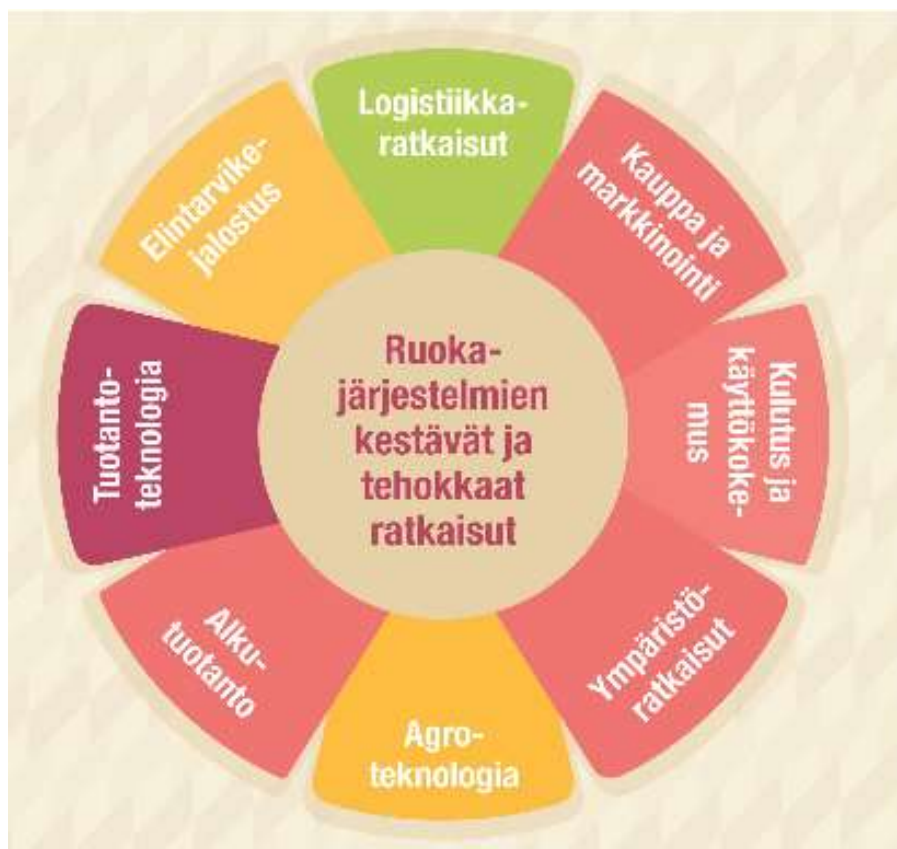 Logistiikka-
ratkaisut
Kauppa ja
markkinointi
Kulutus ja
käyttökoke-
mus
Ympäristö-
ratkaisut
Agro-
teknologia
Alku-
tuotanto
Tuotanto-
teknologia
Elintarvike-
jalostus
Ruoka-
järjestelmien
kestävät ja
tehokkaat
ratkaisut